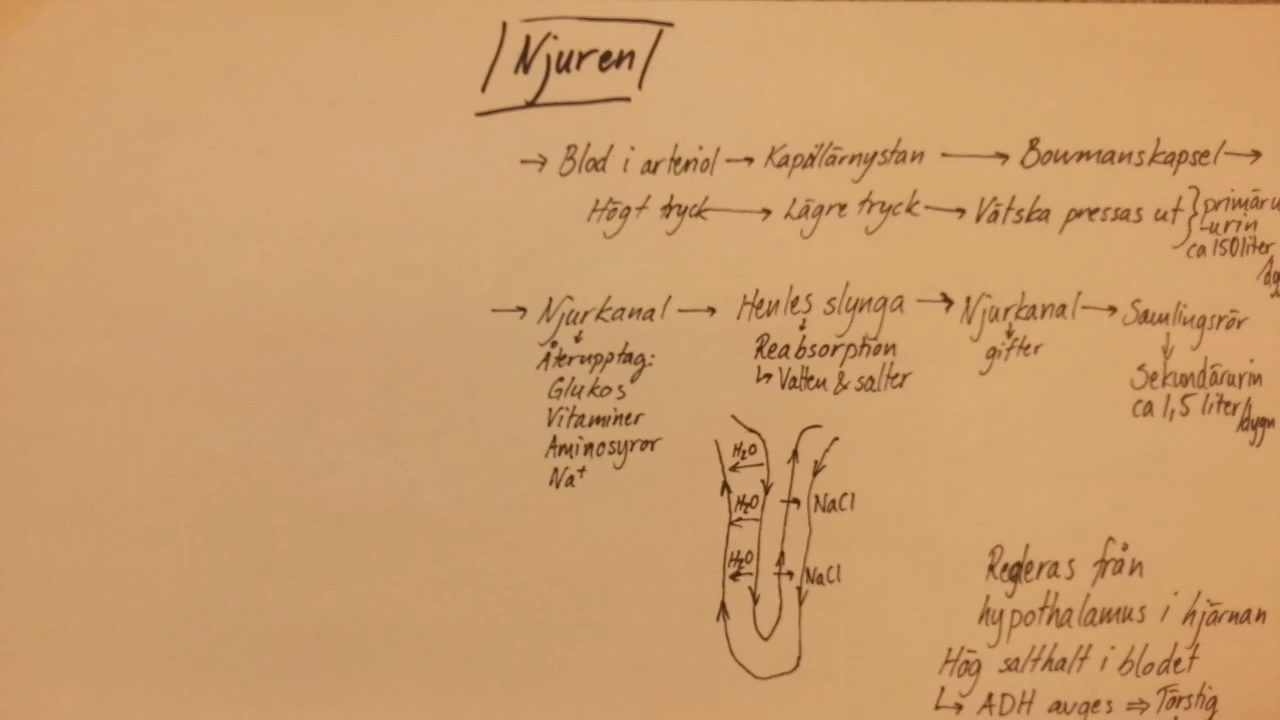 Njuren
→ Blod i arteriol → Kapillärnystan → Bowmanskapsel →
Högt tryck → Lägre tryck → Vätska pressas ut } primäru
-urin
ca 150 liter
/dy
→ Njurkanal → Henles slynga → Njurkanal → Samlingsrör
↓ Återupptag:
Glukos
Vitaminer
Aminosyror
Na⁺
↓ Reabsorption
↳ Vatten & salter
↓ gifter
↓ Sekundärurin
ca 1,5 liter/dygn
H₂O
H₂O
H₂O
NaCl
NaCl
Regleras från
hypothalamus i hjärnan
Hög salthalt i blodet
↳ ADH avges ⇒ Törstig